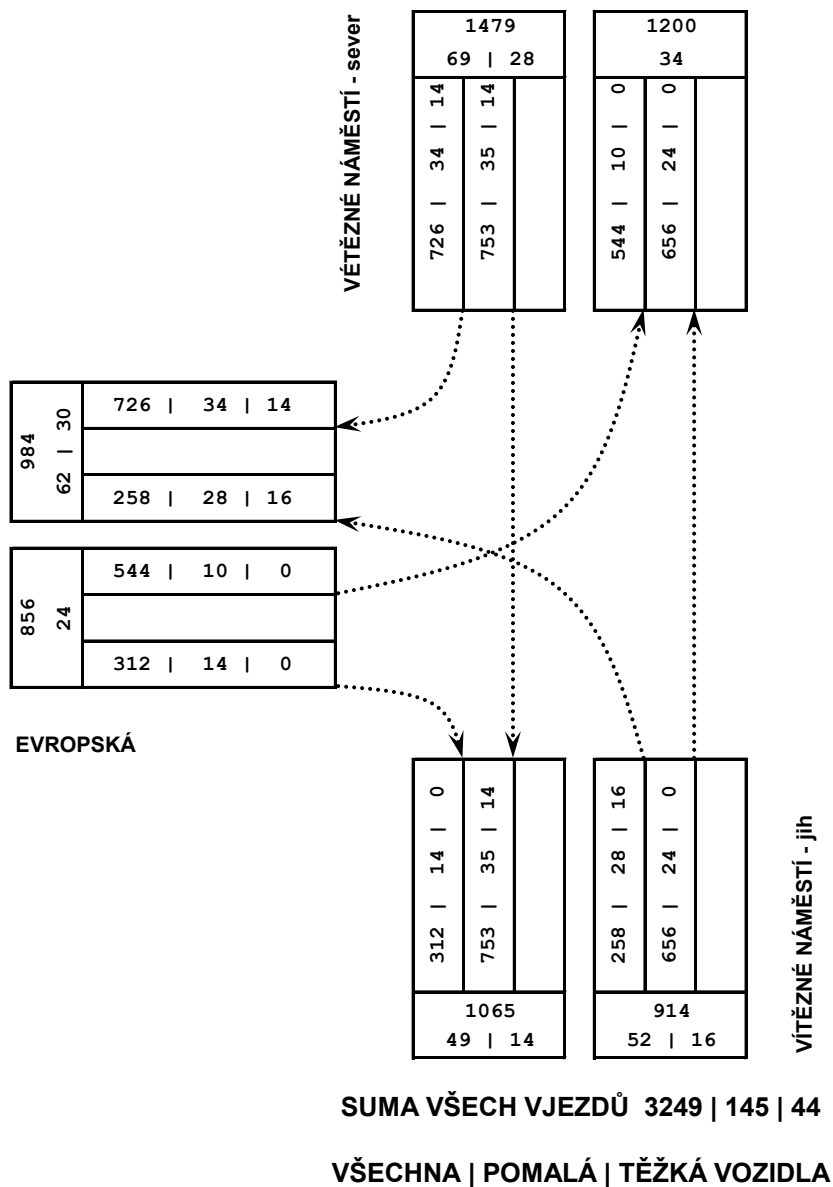 VÉTĚZNÉ NÁMĚSTÍ - sever
1479
69 | 28
726 | 34 | 14
753 | 35 | 14
1200
34
544 | 10 | 0
656 | 24 | 0
984
62 | 30
726 | 34 | 14
258 | 28 | 16
856
24
544 | 10 | 0
312 | 14 | 0
EVROPSKÁ
312 | 14 | 0
753 | 35 | 14
1065
49 | 14
258 | 28 | 16
656 | 24 | 0
914
52 | 16
VÍTĚZNÉ NÁMĚSTÍ - jih
SUMA VŠECH VJEZDŮ 3249 | 145 | 44
VŠECHNA | POMALÁ | TĚŽKÁ VOZIDLA